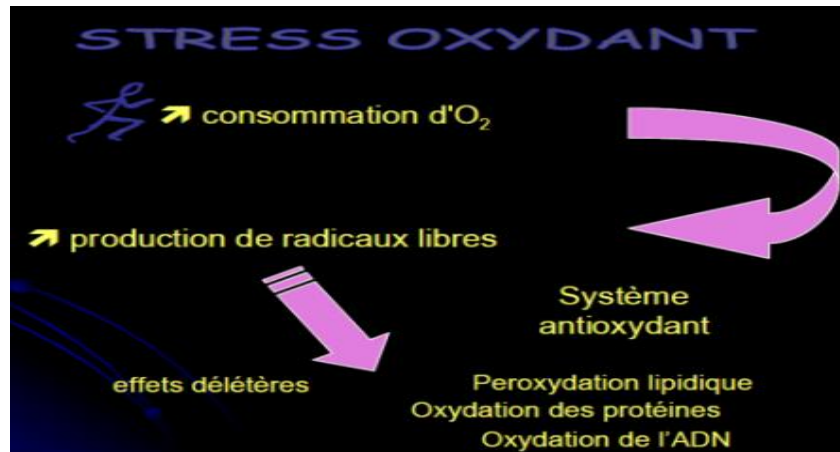 STRESS OXYDANT
↗ consommation d'O₂
↗ production de radicaux libres
Système
antioxydant
effets délétères
Peroxydation lipidique
Oxydation des protéines
Oxydation de l'ADN